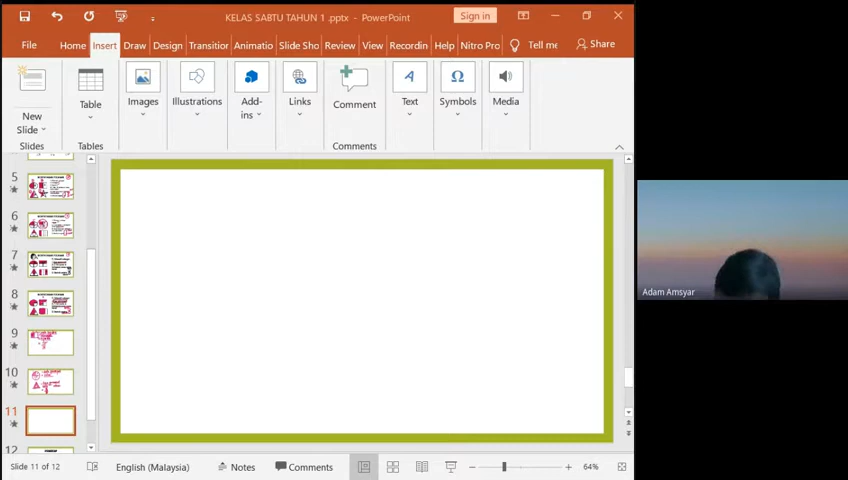 KELAS SABTU TAHUN 1 .pptx - PowerPoint
Sign in
File Home Insert Draw Design Transition Animatio Slide Sho Review View Recordin Help Nitro Pro Tell me Share
New Slide
Table
Images
Illustrations
Add-ins
Links
Comment
Text
Symbols
Media
Slides
Tables
Comments
5
6
7
8
9
10
11
12
Adam Amsyar
Slide 11 of 12 English (Malaysia) Notes Comments 64%